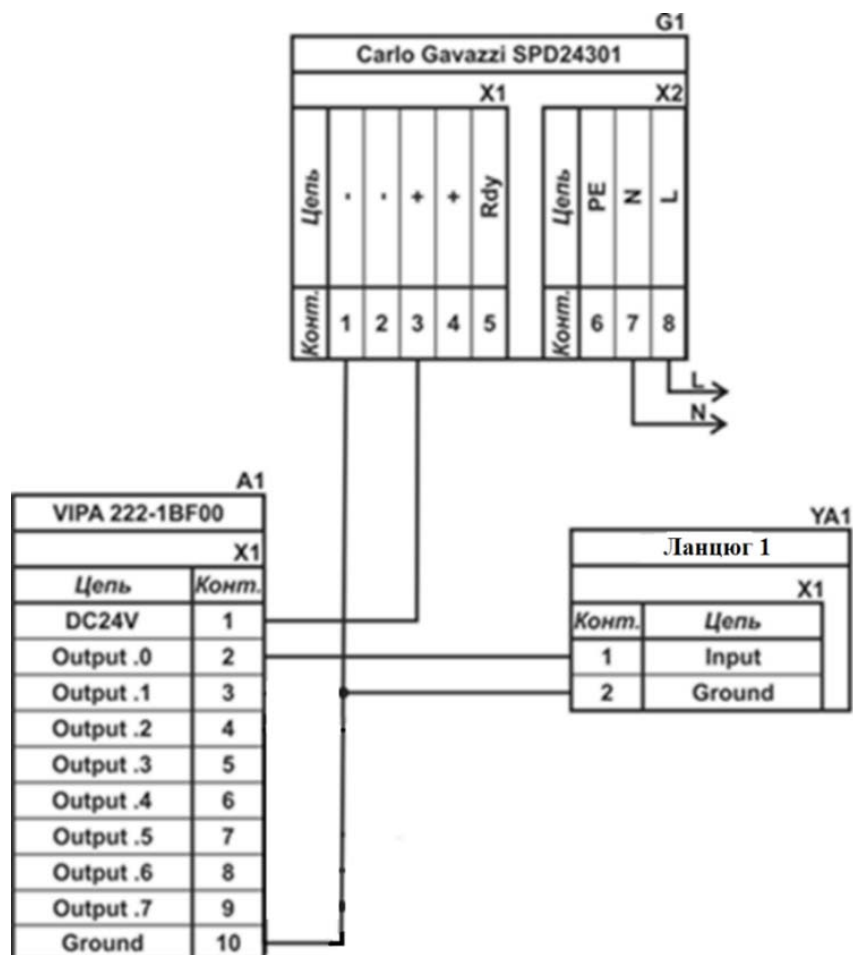 G1
Carlo Gavazzi SPD24301
X1
X2
Цепь
-
-
+
+
Rdy
Цепь
PE
N
L
Конт.
1
2
3
4
5
Конт.
6
7
8
L
N
A1
VIPA 222-1BF00
X1
Цепь Конт.
DC24V 1
Output .0 2
Output .1 3
Output .2 4
Output .3 5
Output .4 6
Output .5 7
Output .6 8
Output .7 9
Ground 10
YA1
Ланцюг 1
X1
Конт. Цепь
1 Input
2 Ground